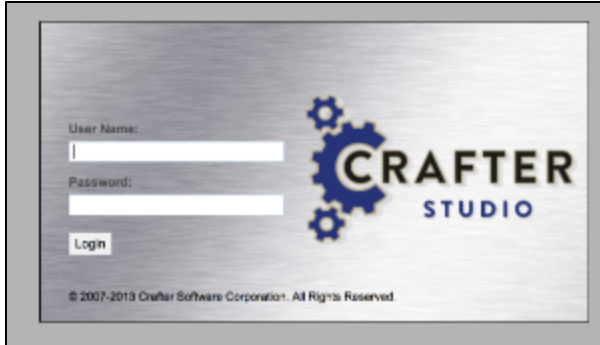 User Name:
Password:
Login
CRAFTER
STUDIO
© 2007-2013 Crafter Software Corporation. All Rights Reserved.